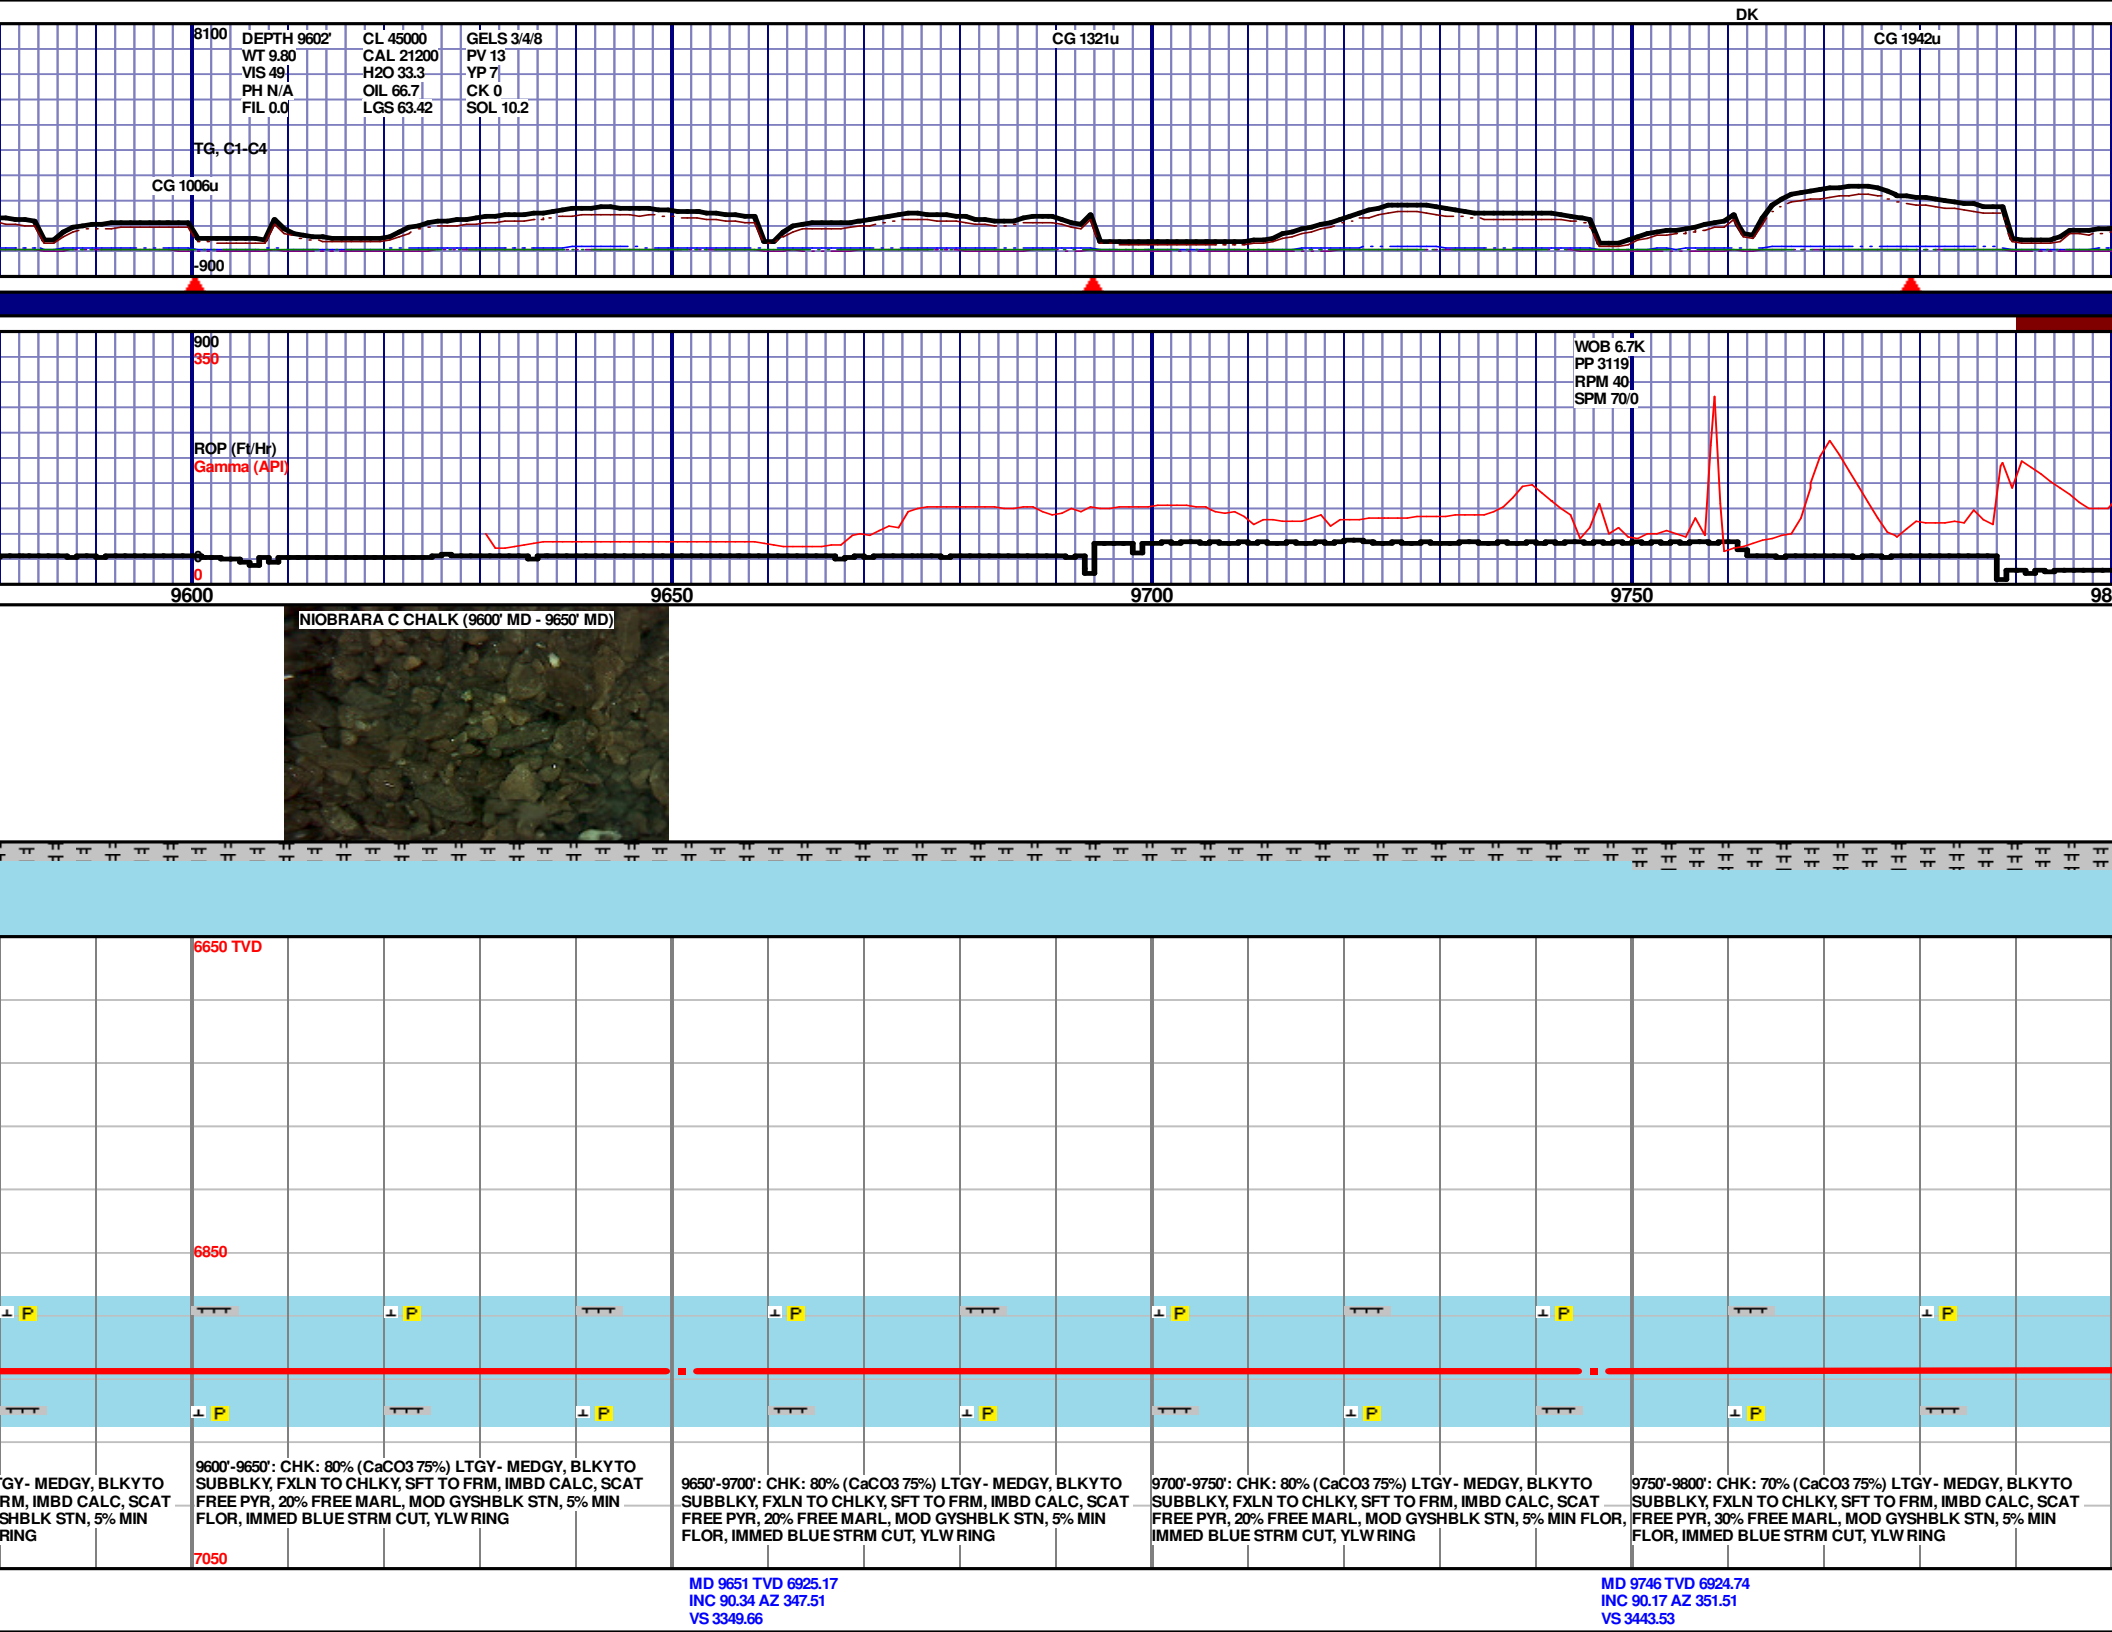 DK
8100
DEPTH 9602' CL 45000 GELS 3/4/8
WT 9.80 CAL 21200 PV 13
VIS 49 H2O 33.3 YP 7
PH N/A OIL 66.7 CK 0
FIL 0.0 LGS 63.42 SOL 10.2
CG 1321u
CG 1942u
TG, C1-C4
CG 1006u
-900
900
350
WOB 6.7K
PP 3119
RPM 40
SPM 70/0
ROP (Ft/Hr)
Gamma (API)
0
0
9600 9650 9700 9750 98
NIOBRARA C CHALK (9600' MD - 9650' MD)
6650 TVD
6850
P P P P P P
P P P P P
TGY- MEDGY, BLKY TO
RM, IMBD CALC, SCAT
SHBLK STN, 5% MIN
RING
9600'-9650': CHK: 80% (CaCO3 75%) LTGY- MEDGY, BLKY TO
SUBBLKY, FXLN TO CHLKY, SFT TO FRM, IMBD CALC, SCAT
FREE PYR, 20% FREE MARL, MOD GYSHBLK STN, 5% MIN
FLOR, IMMED BLUE STRM CUT, YLW RING
9650'-9700': CHK: 80% (CaCO3 75%) LTGY- MEDGY, BLKY TO
SUBBLKY, FXLN TO CHLKY, SFT TO FRM, IMBD CALC, SCAT
FREE PYR, 20% FREE MARL, MOD GYSHBLK STN, 5% MIN
FLOR, IMMED BLUE STRM CUT, YLW RING
9700'-9750': CHK: 80% (CaCO3 75%) LTGY- MEDGY, BLKY TO
SUBBLKY, FXLN TO CHLKY, SFT TO FRM, IMBD CALC, SCAT
FREE PYR, 20% FREE MARL, MOD GYSHBLK STN, 5% MIN FLOR,
IMMED BLUE STRM CUT, YLW RING
9750'-9800': CHK: 70% (CaCO3 75%) LTGY- MEDGY, BLKY TO
SUBBLKY, FXLN TO CHLKY, SFT TO FRM, IMBD CALC, SCAT
FREE PYR, 30% FREE MARL, MOD GYSHBLK STN, 5% MIN
FLOR, IMMED BLUE STRM CUT, YLW RING
7050
MD 9651 TVD 6925.17
INC 90.34 AZ 347.51
VS 3349.66
MD 9746 TVD 6924.74
INC 90.17 AZ 351.51
VS 3443.53